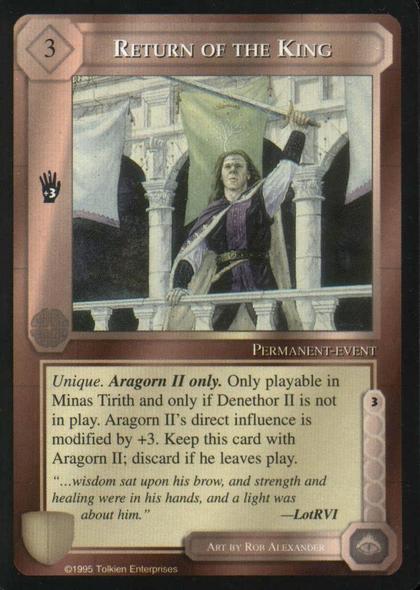 3
RETURN OF THE KING
+3
PERMANENT-EVENT
Unique. Aragorn II only. Only playable in
Minas Tirith and only if Denethor II is not
in play. Aragorn II's direct influence is
modified by +3. Keep this card with
Aragorn II; discard if he leaves play.
3
"...wisdom sat upon his brow, and strength and
healing were in his hands, and a light was
about him." —LotRVI
ART BY ROB ALEXANDER
©1995 Tolkien Enterprises